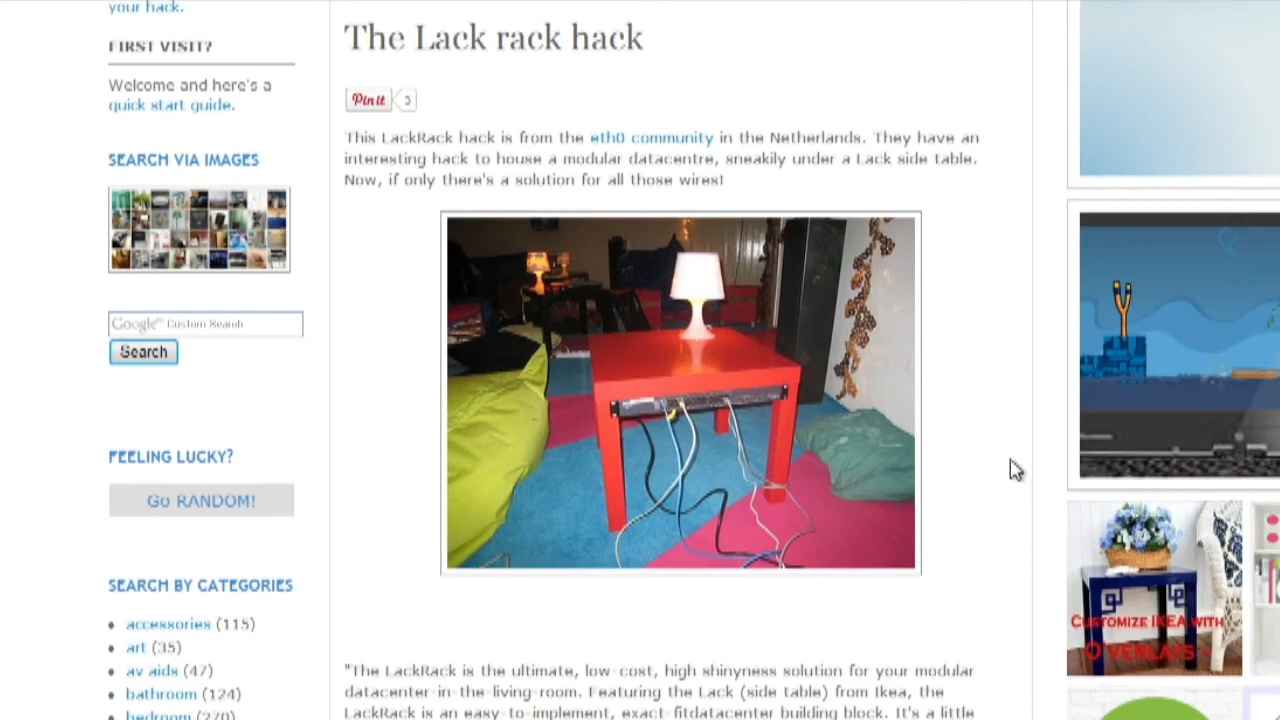 your hack.
FIRST VISIT?
Welcome and here's a
quick start guide.
SEARCH VIA IMAGES
Google™ Custom Search
Search
FEELING LUCKY?
Go RANDOM!
SEARCH BY CATEGORIES
accessories (115)
art (35)
av aids (47)
bathroom (124)
bedroom (270)
The Lack rack hack
Pin it 3
This LackRack hack is from the eth0 community in the Netherlands. They have an
interesting hack to house a modular datacentre, sneakily under a Lack side table.
Now, if only there's a solution for all those wires!
"The LackRack is the ultimate, low-cost, high shinyness solution for your modular
datacenter-in-the-living-room. Featuring the Lack (side table) from Ikea, the
LackRack is an easy-to-implement, exact-fitdatacenter building block. It's a little
CUSTOMIZE IKEA WITH
O'VERLAYS